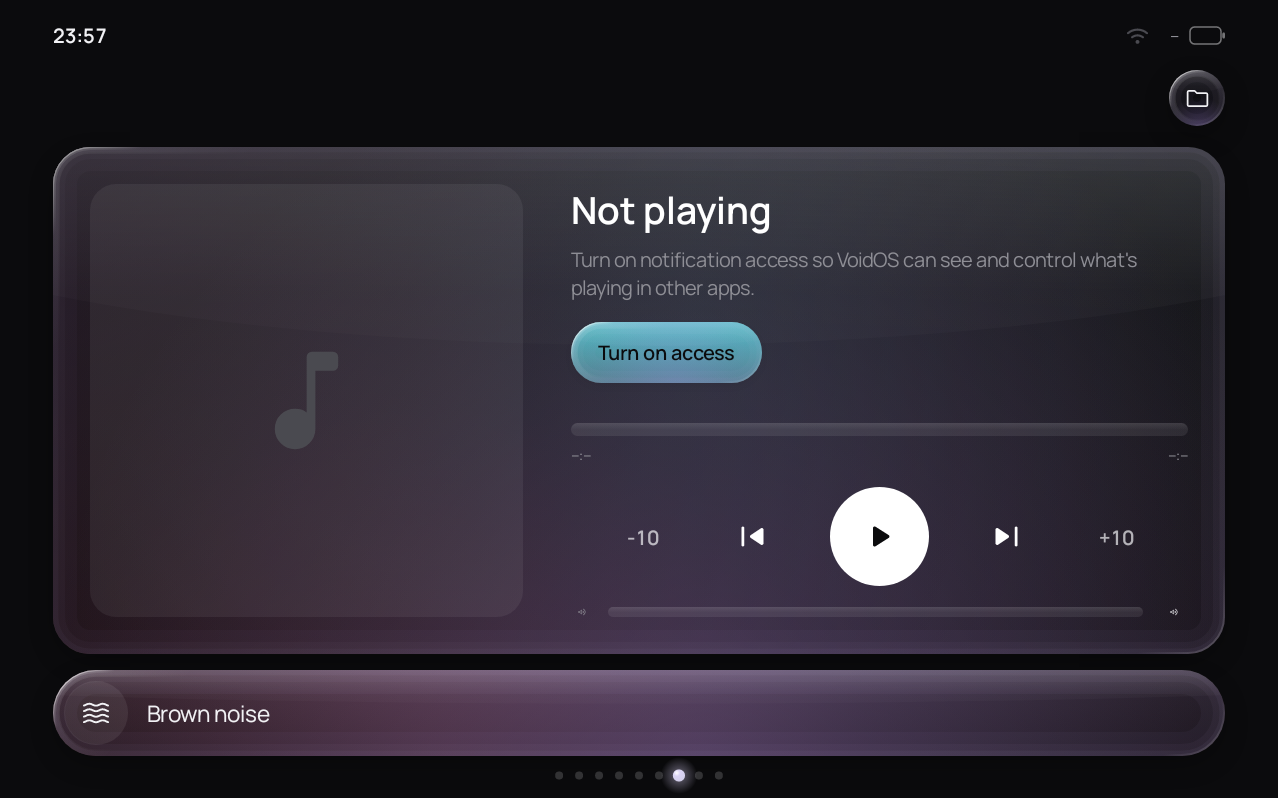 23:57
–
Not playing
Turn on notification access so VoidOS can see and control what's
playing in other apps.
Turn on access
–:–
–:–
-10
+10
Brown noise